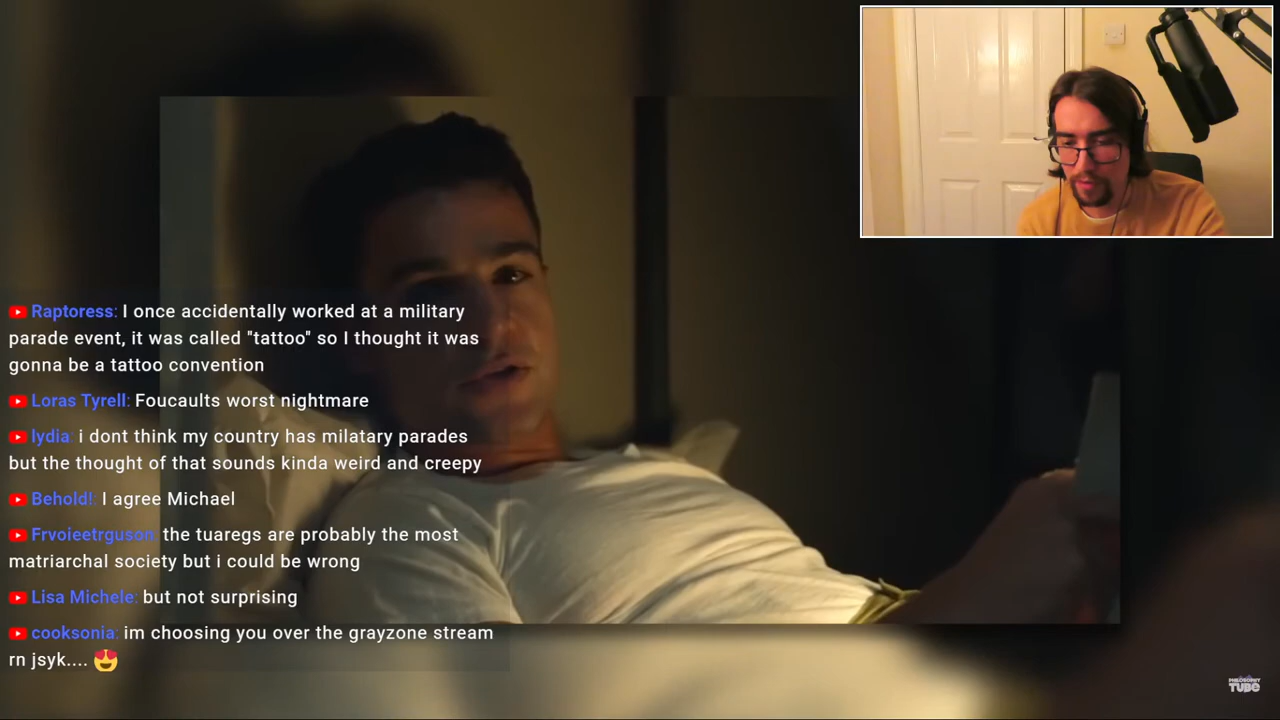 Raptoress: I once accidentally worked at a military
parade event, it was called "tattoo" so I thought it was
gonna be a tattoo convention
Loras Tyrell: Foucaults worst nightmare
lydia: i dont think my country has milatary parades
but the thought of that sounds kinda weird and creepy
Behold!: I agree Michael
Frvoieetrguson: the tuaregs are probably the most
matriarchal society but i could be wrong
Lisa Michele: but not surprising
cooksonia: im choosing you over the grayzone stream
rn jsyk.... 😍
PHILOSOPHY
TUBE